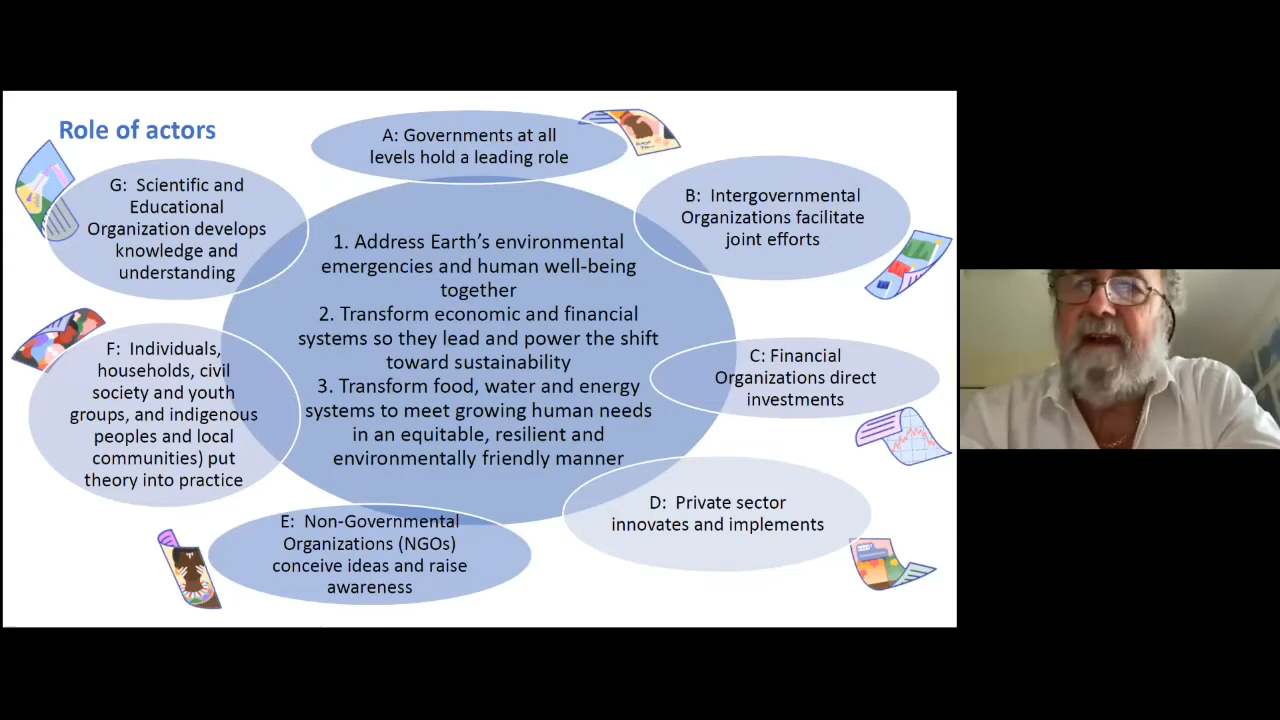 Role of actors
A: Governments at all
levels hold a leading role
B:  Intergovernmental
Organizations facilitate
joint efforts
C: Financial
Organizations direct
investments
D:  Private sector
innovates and implements
E:  Non-Governmental
Organizations (NGOs)
conceive ideas and raise
awareness
F:  Individuals,
households, civil
society and youth
groups, and indigenous
peoples and local
communities) put
theory into practice
G:  Scientific and
Educational
Organization develops
knowledge and
understanding
1. Address Earth’s environmental
emergencies and human well-being
together
2. Transform economic and financial
systems so they lead and power the shift
toward sustainability
3. Transform food, water and energy
systems to meet growing human needs
in an equitable, resilient and
environmentally friendly manner